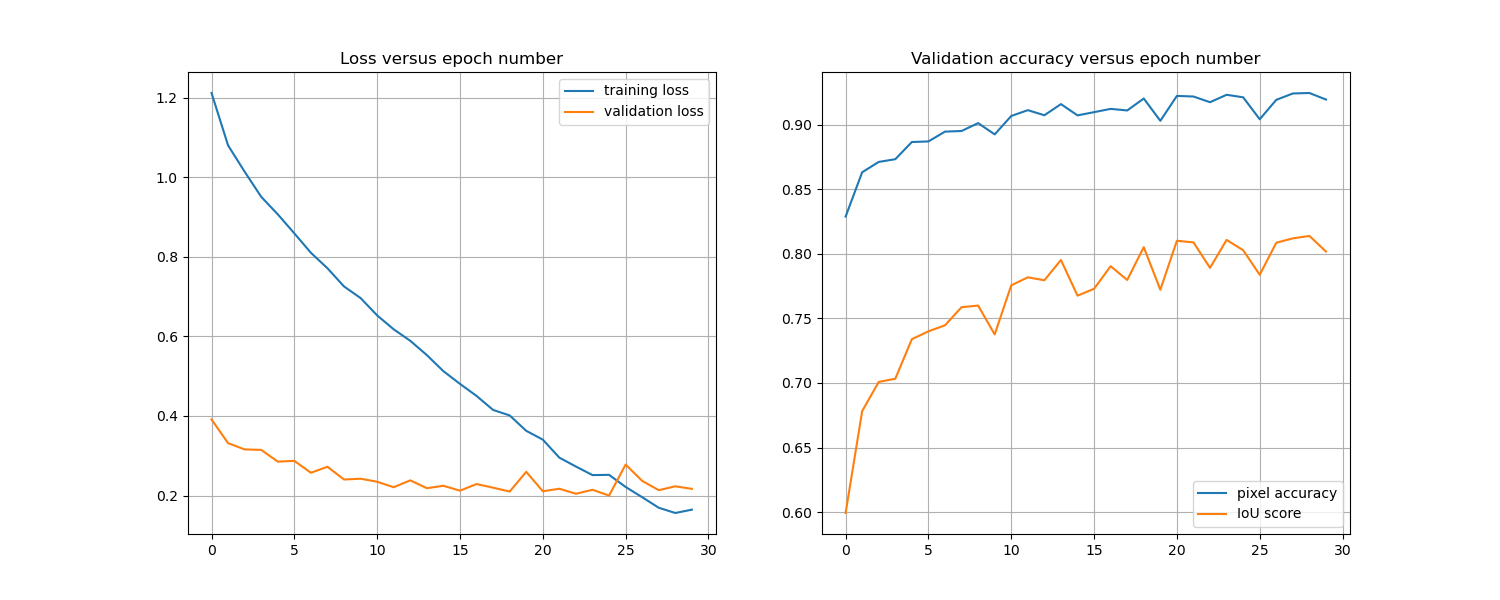 Loss versus epoch number
training loss
validation loss
1.2
1.0
0.8
0.6
0.4
0.2
0 5 10 15 20 25 30
Validation accuracy versus epoch number
0.90
0.85
0.80
0.75
0.70
0.65
0.60
pixel accuracy
IoU score
0 5 10 15 20 25 30